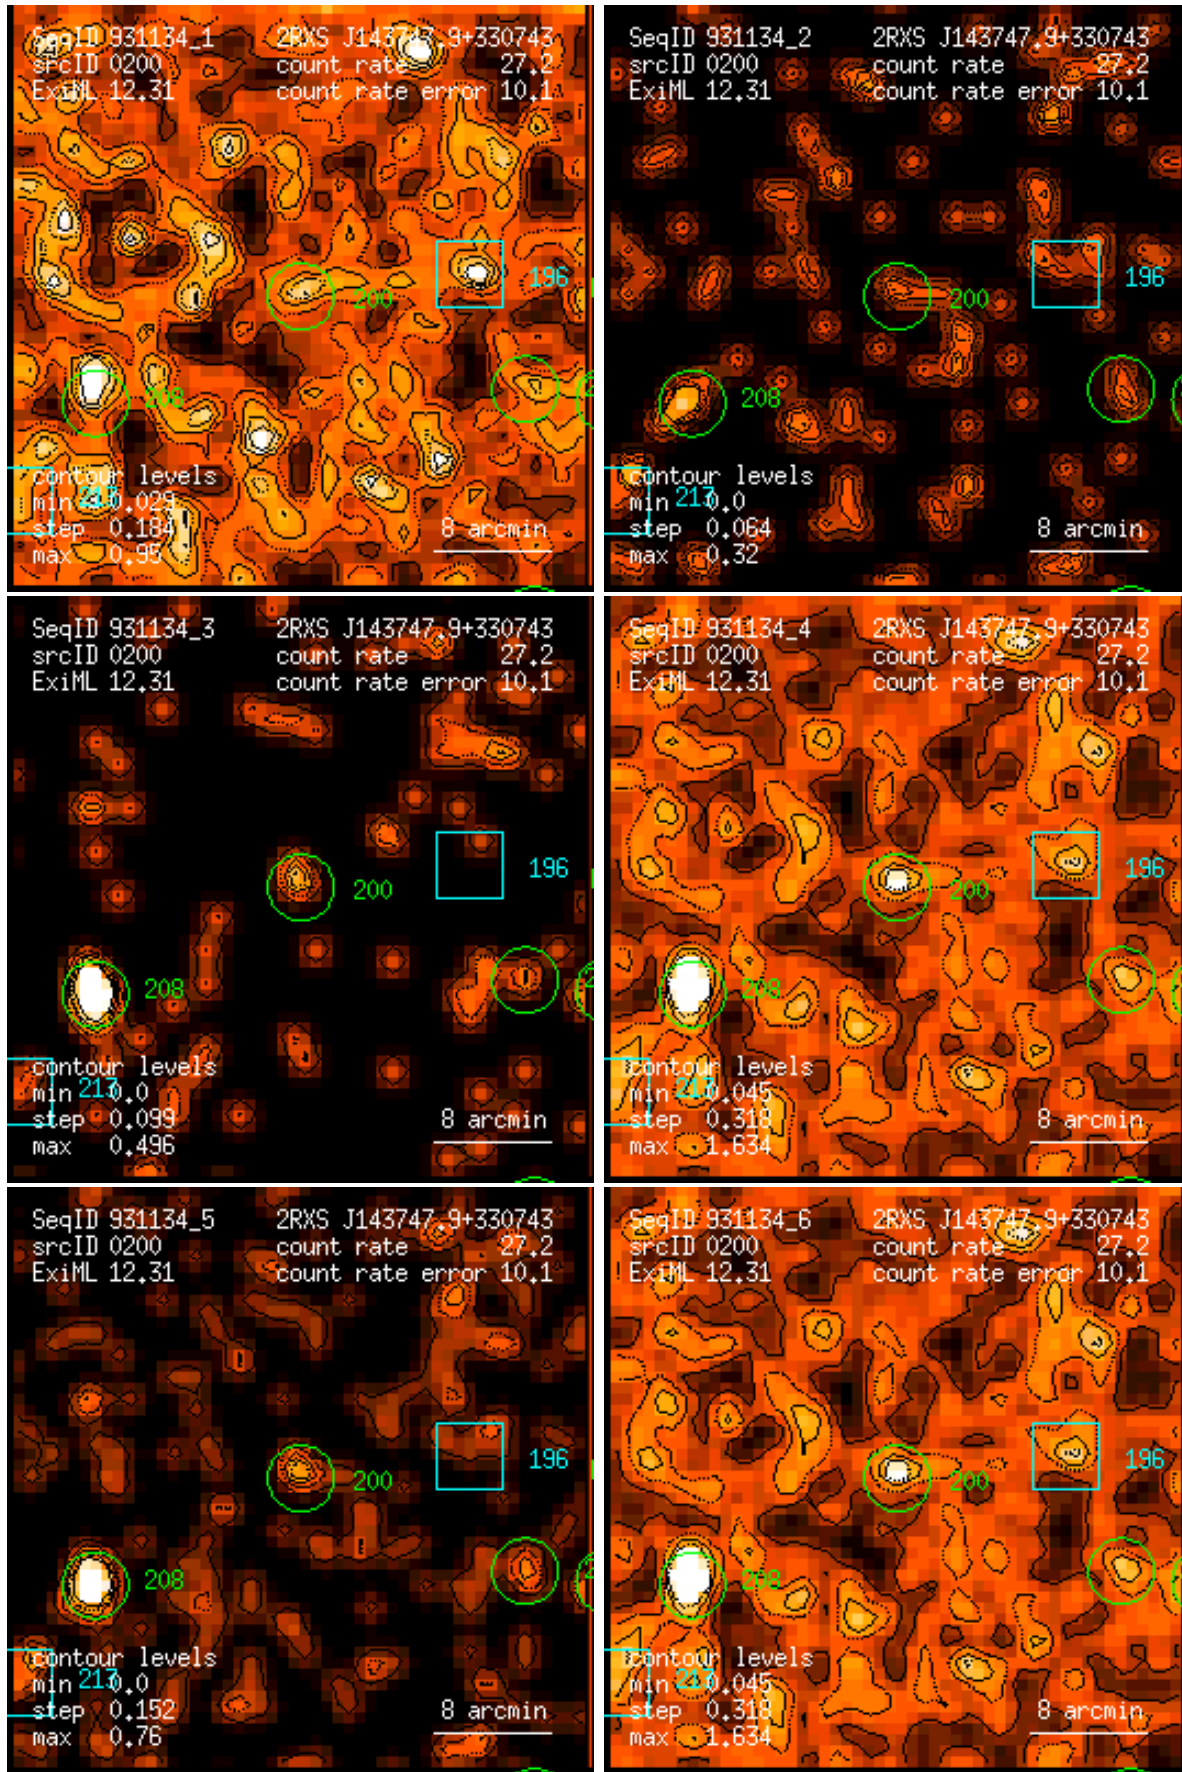 SeqID 931134_1 2RXS J143747.9+330743
srcID 0200 count rate 27.2
ExiML 12.31 count rate error 10.1
196
200
208
contour levels
min 0.029
213
step 0.184
8 arcmin
max 0.95
SeqID 931134_2 2RXS J143747.9+330743
srcID 0200 count rate 27.2
ExiML 12.31 count rate error 10.1
196
200
208
contour levels
min 0.0
213
step 0.064
8 arcmin
max 0.32
SeqID 931134_3 2RXS J143747.9+330743
srcID 0200 count rate 27.2
ExiML 12.31 count rate error 10.1
196
200
208
contour levels
min 0.0
213
step 0.099
8 arcmin
max 0.496
SeqID 931134_4 2RXS J143747.9+330743
srcID 0200 count rate 27.2
ExiML 12.31 count rate error 10.1
196
200
208
contour levels
min 0.045
213
step 0.318
8 arcmin
max 1.634
SeqID 931134_5 2RXS J143747.9+330743
srcID 0200 count rate 27.2
ExiML 12.31 count rate error 10.1
196
200
208
contour levels
min 0.0
213
step 0.152
8 arcmin
max 0.76
SeqID 931134_6 2RXS J143747.9+330743
srcID 0200 count rate 27.2
ExiML 12.31 count rate error 10.1
196
200
208
contour levels
min 0.045
213
step 0.318
8 arcmin
max 1.634